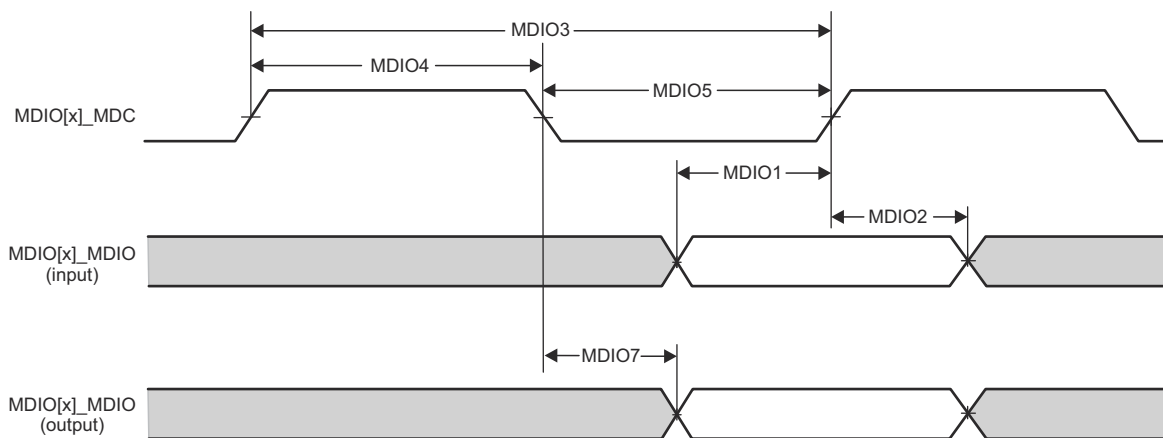 MDIO3
MDIO4
MDIO5
MDIO[x]_MDC
MDIO1
MDIO2
MDIO[x]_MDIO
(input)
MDIO7
MDIO[x]_MDIO
(output)